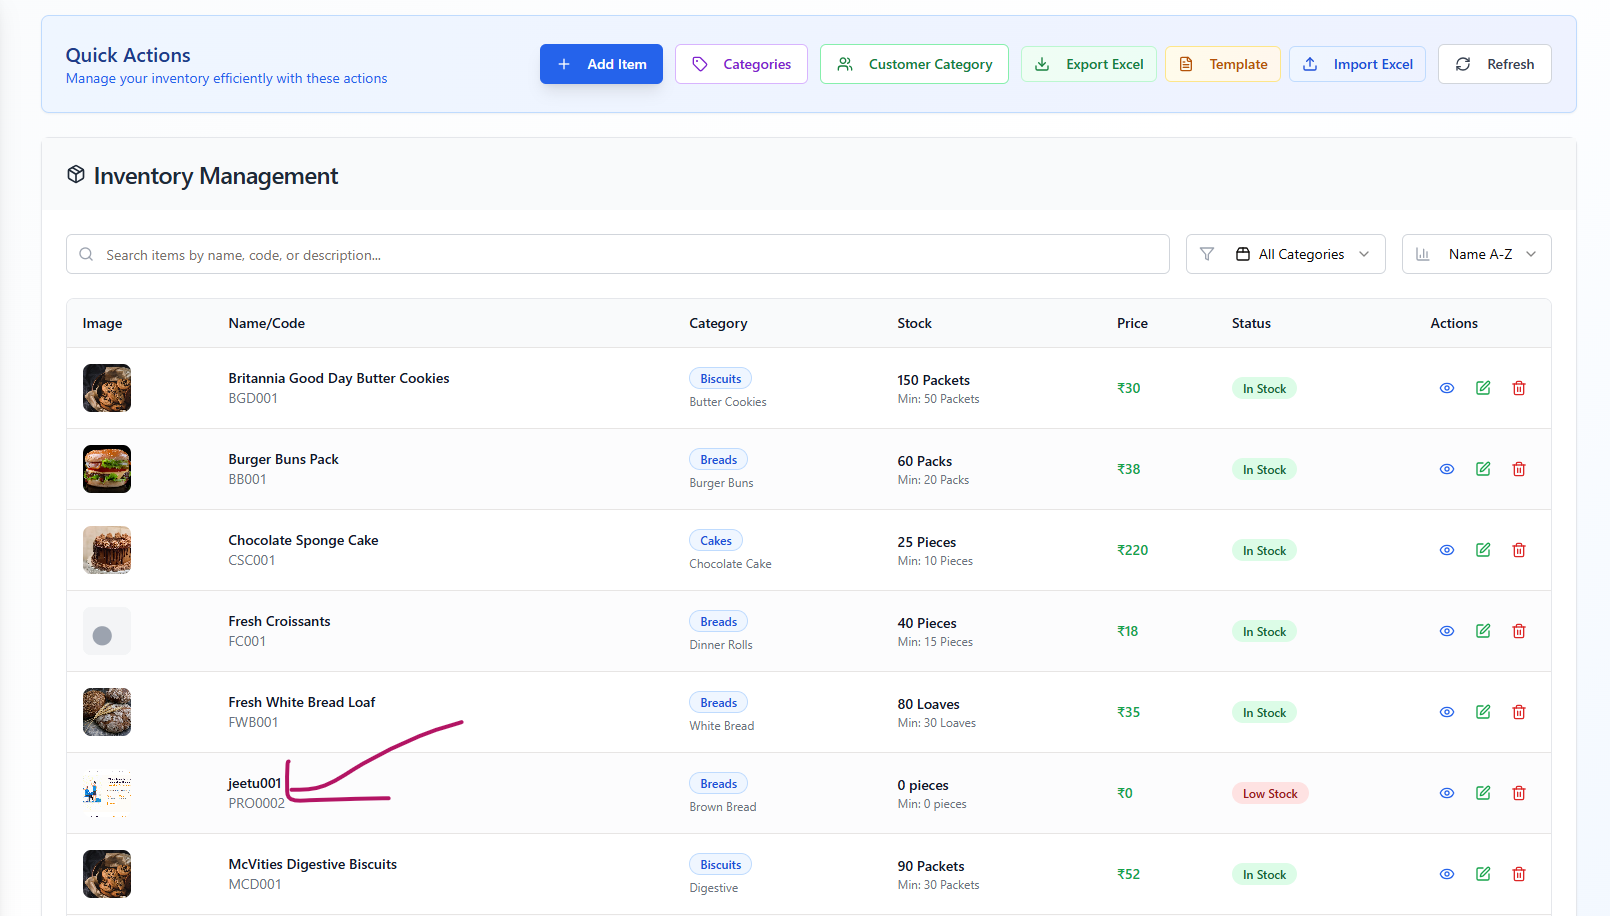 Quick Actions
Manage your inventory efficiently with these actions
Add Item
Categories
Customer Category
Export Excel
Template
Import Excel
Refresh
Inventory Management
Search items by name, code, or description...
All Categories
Name A-Z
Image Name/Code Category Stock Price Status Actions
Britannia Good Day Butter Cookies
BGD001
Biscuits
Butter Cookies
150 Packets
Min: 50 Packets
₹30
In Stock
Burger Buns Pack
BB001
Breads
Burger Buns
60 Packs
Min: 20 Packs
₹38
In Stock
Chocolate Sponge Cake
CSC001
Cakes
Chocolate Cake
25 Pieces
Min: 10 Pieces
₹220
In Stock
Fresh Croissants
FC001
Breads
Dinner Rolls
40 Pieces
Min: 15 Pieces
₹18
In Stock
Fresh White Bread Loaf
FWB001
Breads
White Bread
80 Loaves
Min: 30 Loaves
₹35
In Stock
jeetu001
PRO0002
Breads
Brown Bread
0 pieces
Min: 0 pieces
₹0
Low Stock
McVities Digestive Biscuits
MCD001
Biscuits
Digestive
90 Packets
Min: 30 Packets
₹52
In Stock